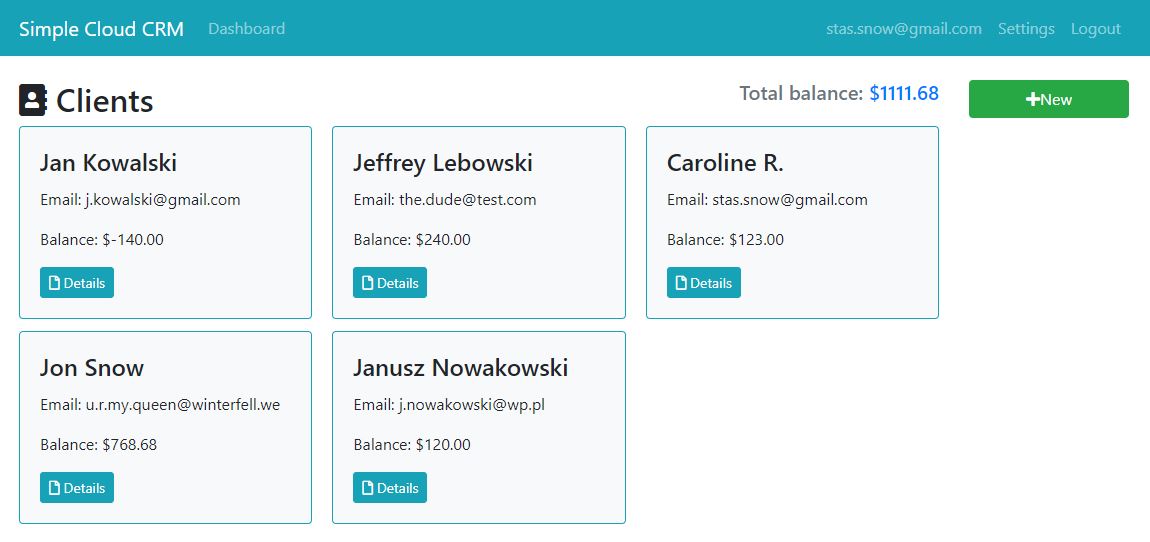 Simple Cloud CRM Dashboard stas.snow@gmail.com Settings Logout
Clients
Total balance: $1111.68
New
Jan Kowalski
Email: j.kowalski@gmail.com
Balance: $-140.00
Details
Jeffrey Lebowski
Email: the.dude@test.com
Balance: $240.00
Details
Caroline R.
Email: stas.snow@gmail.com
Balance: $123.00
Details
Jon Snow
Email: u.r.my.queen@winterfell.we
Balance: $768.68
Details
Janusz Nowakowski
Email: j.nowakowski@wp.pl
Balance: $120.00
Details